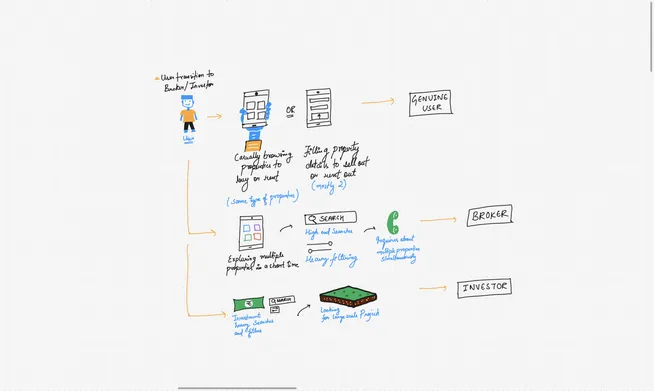 User transition to
Broker/Investor
User
OR
GENUINE
USER
Casually browsing
properties to
buy or rent
(Same type of properties)
Filling property
details to sell out
or rent out
(mostly 2)
SEARCH
High end Searches
Heavy filtering
Exploring multiple
properties in a short time
Inquires about
multiple properties
simultaneously
BROKER
SEARCH
Investment
heavy Searches
and filters
Looking
for large scale Project
INVESTOR